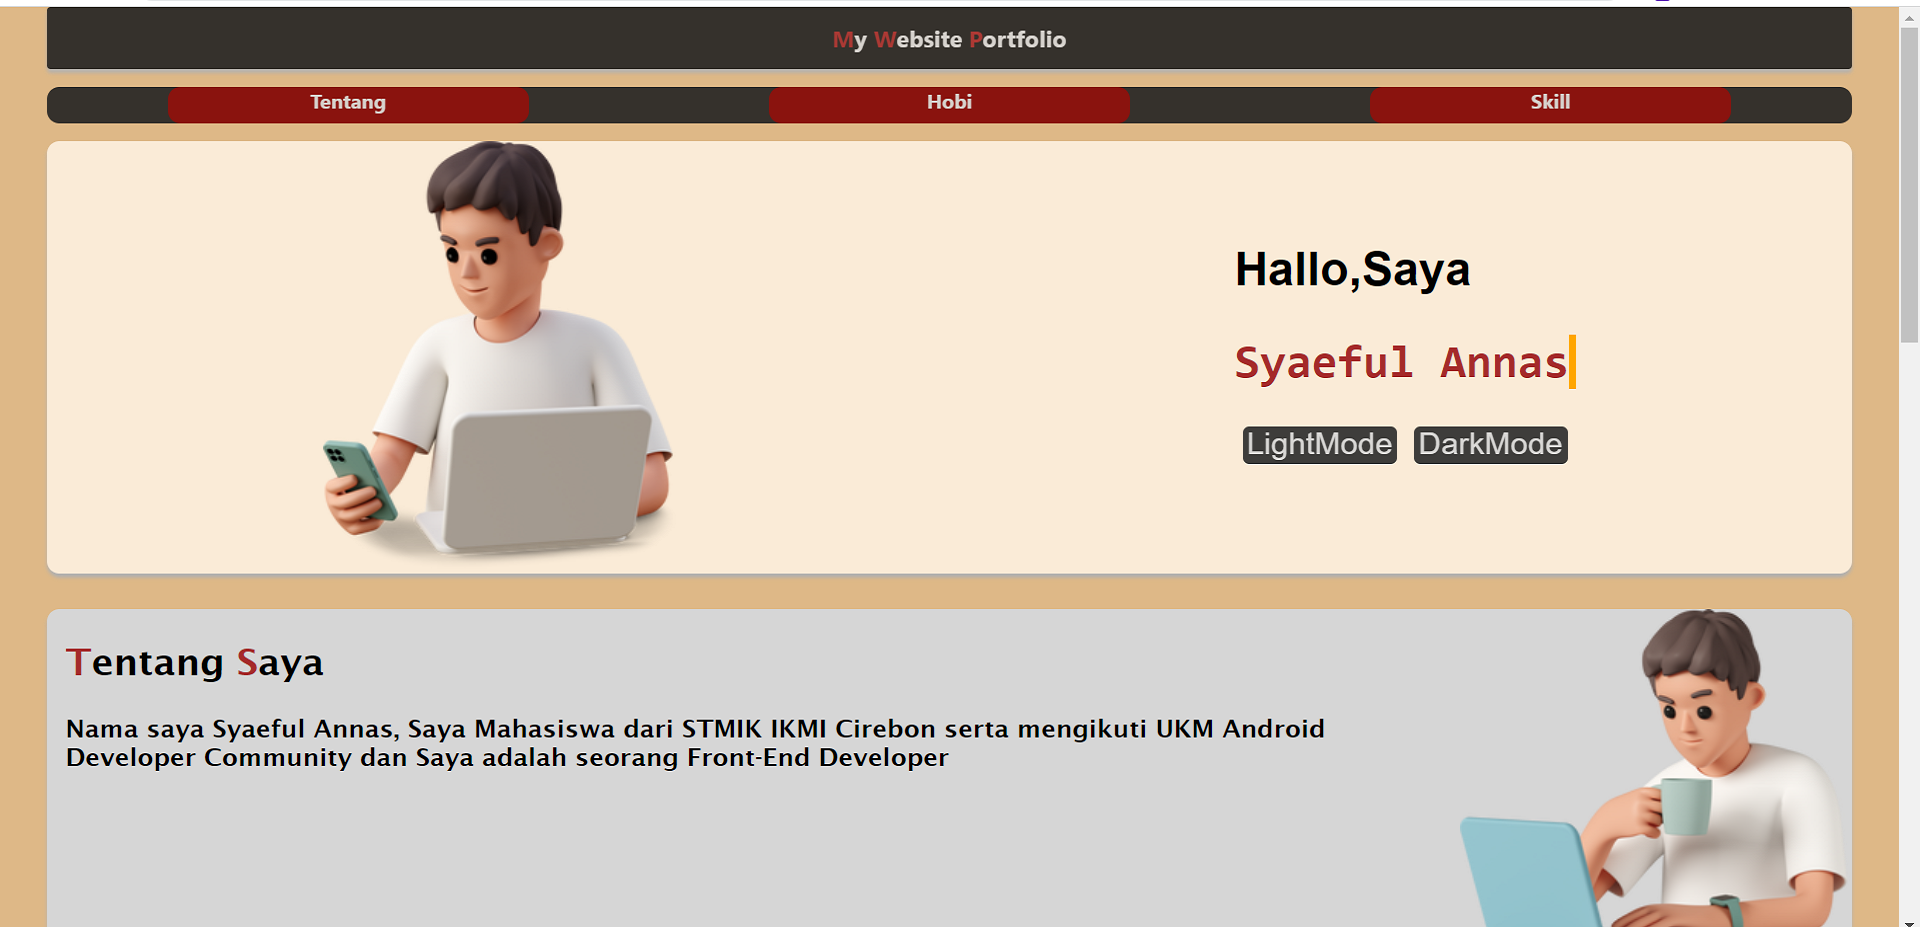 My Website Portfolio
Tentang
Hobi
Skill
Hallo,Saya
Syaeful Annas
LightMode
DarkMode
Tentang Saya
Nama saya Syaeful Annas, Saya Mahasiswa dari STMIK IKMI Cirebon serta mengikuti UKM Android
Developer Community dan Saya adalah seorang Front-End Developer